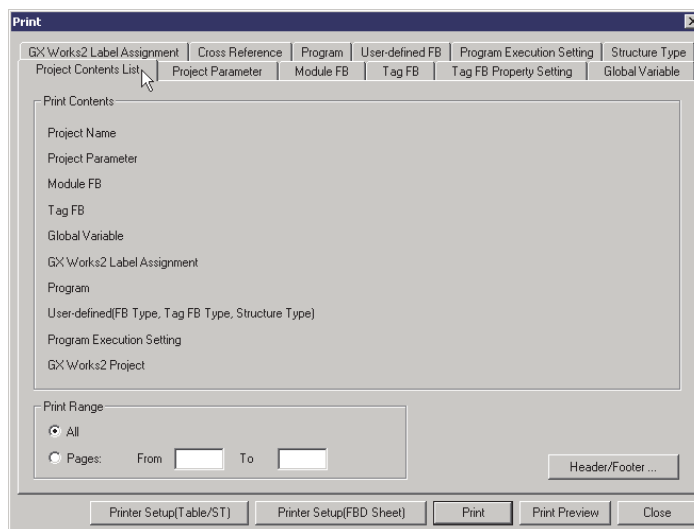 Print
GX Works2 Label Assignment Cross Reference Program User-defined FB Program Execution Setting Structure Type
Project Contents List Project Parameter Module FB Tag FB Tag FB Property Setting Global Variable
Print Contents
Project Name
Project Parameter
Module FB
Tag FB
Global Variable
GX Works2 Label Assignment
Program
User-defined(FB Type, Tag FB Type, Structure Type)
Program Execution Setting
GX Works2 Project
Print Range
All
Pages: From To
Header/Footer ...
Printer Setup(Table/ST) Printer Setup(FBD Sheet) Print Print Preview Close